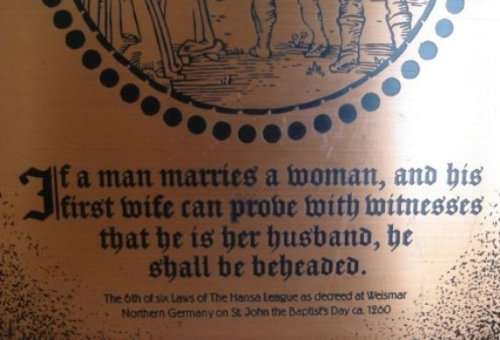 If a man marries a woman, and his
first wife can prove with witnesses
that he is her husband, he
shall be beheaded.
The 6th of six Laws of The Hansa League as decreed at Weismar
Northern Germany on St. John the Baptist's Day ca. 1260